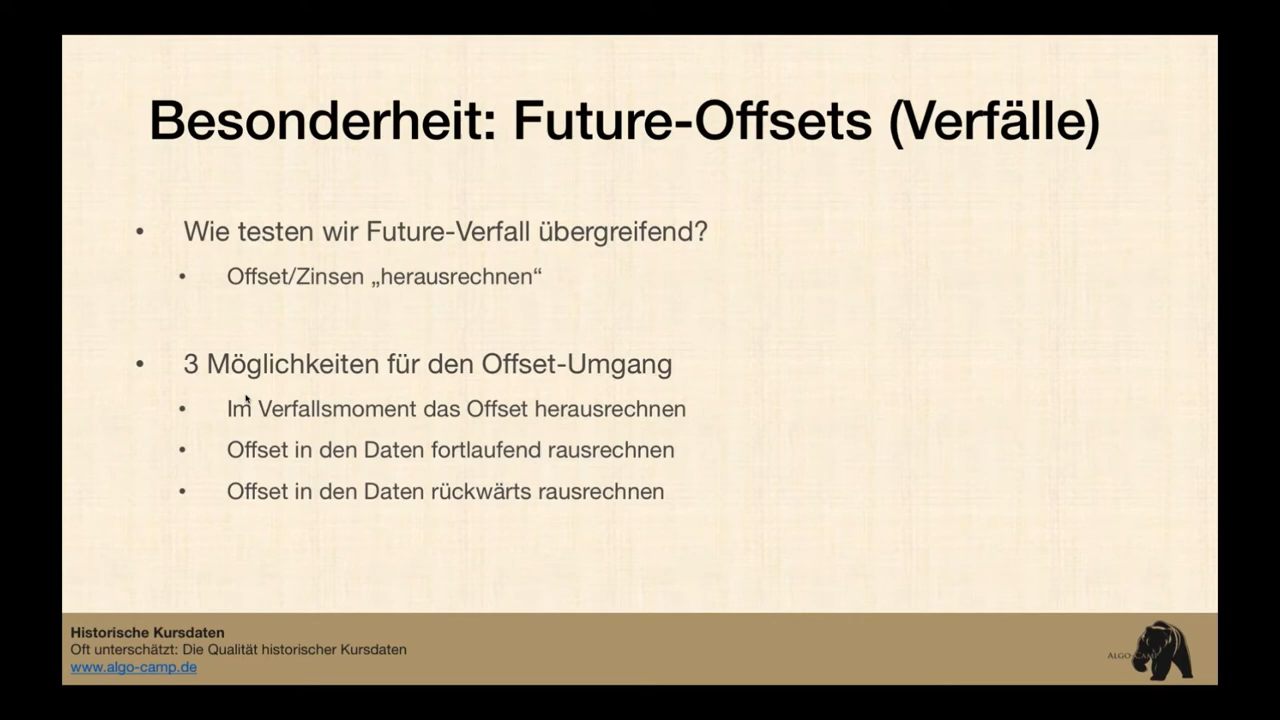 Besonderheit: Future-Offsets (Verfälle)
• Wie testen wir Future-Verfall übergreifend?
• Offset/Zinsen „herausrechnen“
• 3 Möglichkeiten für den Offset-Umgang
• Im Verfallsmoment das Offset herausrechnen
• Offset in den Daten fortlaufend rausrechnen
• Offset in den Daten rückwärts rausrechnen
Historische Kursdaten
Oft unterschätzt: Die Qualität historischer Kursdaten
www.algo-camp.de
ALGO-CAMP